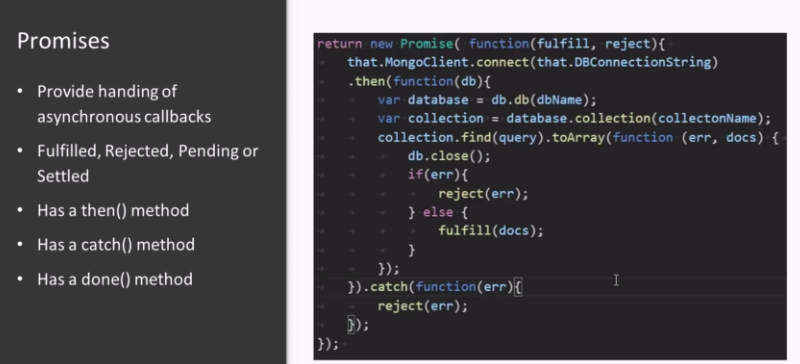 Promises
• Provide handing of
asynchronous callbacks
• Fulfilled, Rejected, Pending or
Settled
• Has a then() method
• Has a catch() method
• Has a done() method
return new Promise( function(fulfill, reject){
    that.MongoClient.connect(that.DBConnectionString)
    .then(function(db){
        var database = db.db(dbName);
        var collection = database.collection(collectonName);
        collection.find(query).toArray(function (err, docs) {
            db.close();
            if(err){
                reject(err);
            } else {
                fulfill(docs);
            }
        });
    }).catch(function(err){
        reject(err);
    });
});